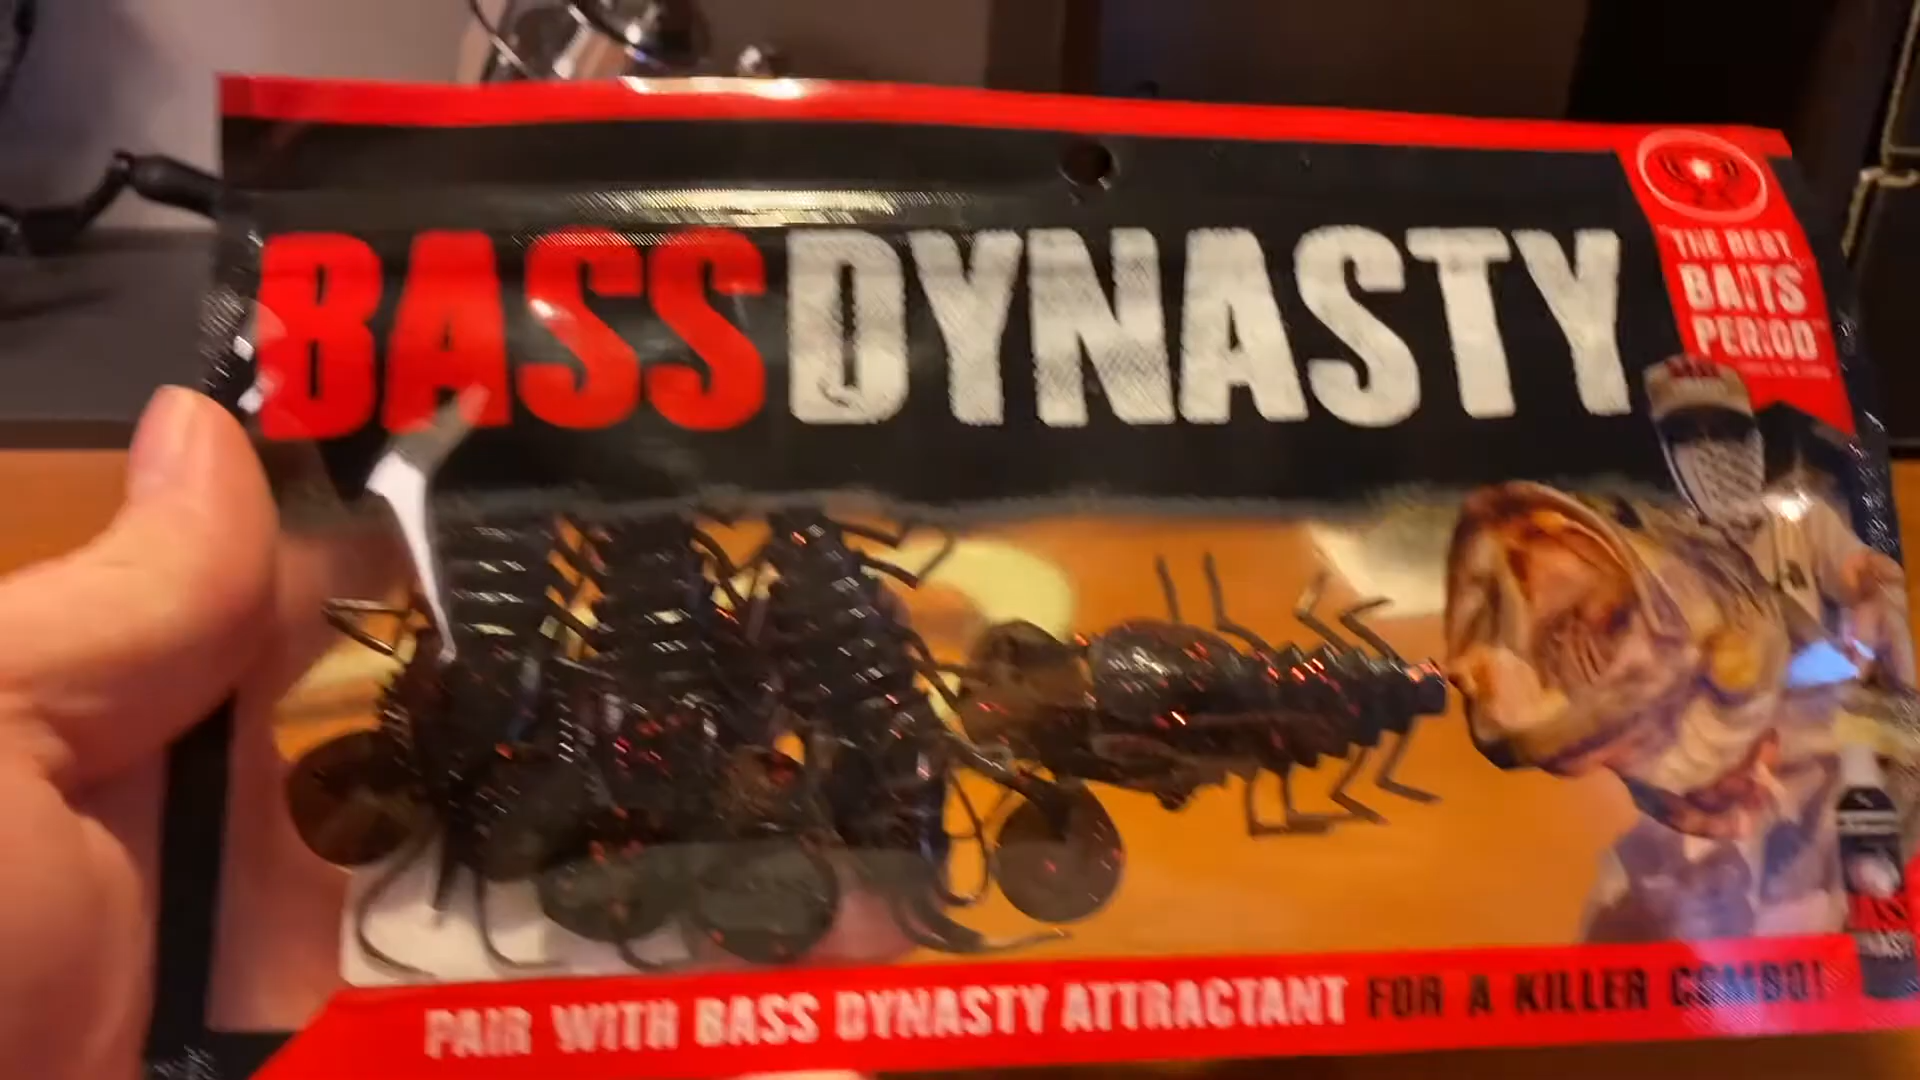 BASS DYNASTY
THE BEST
BAITS
PERIOD
PAIR WITH BASS DYNASTY ATTRACTANT FOR A KILLER COMBO!